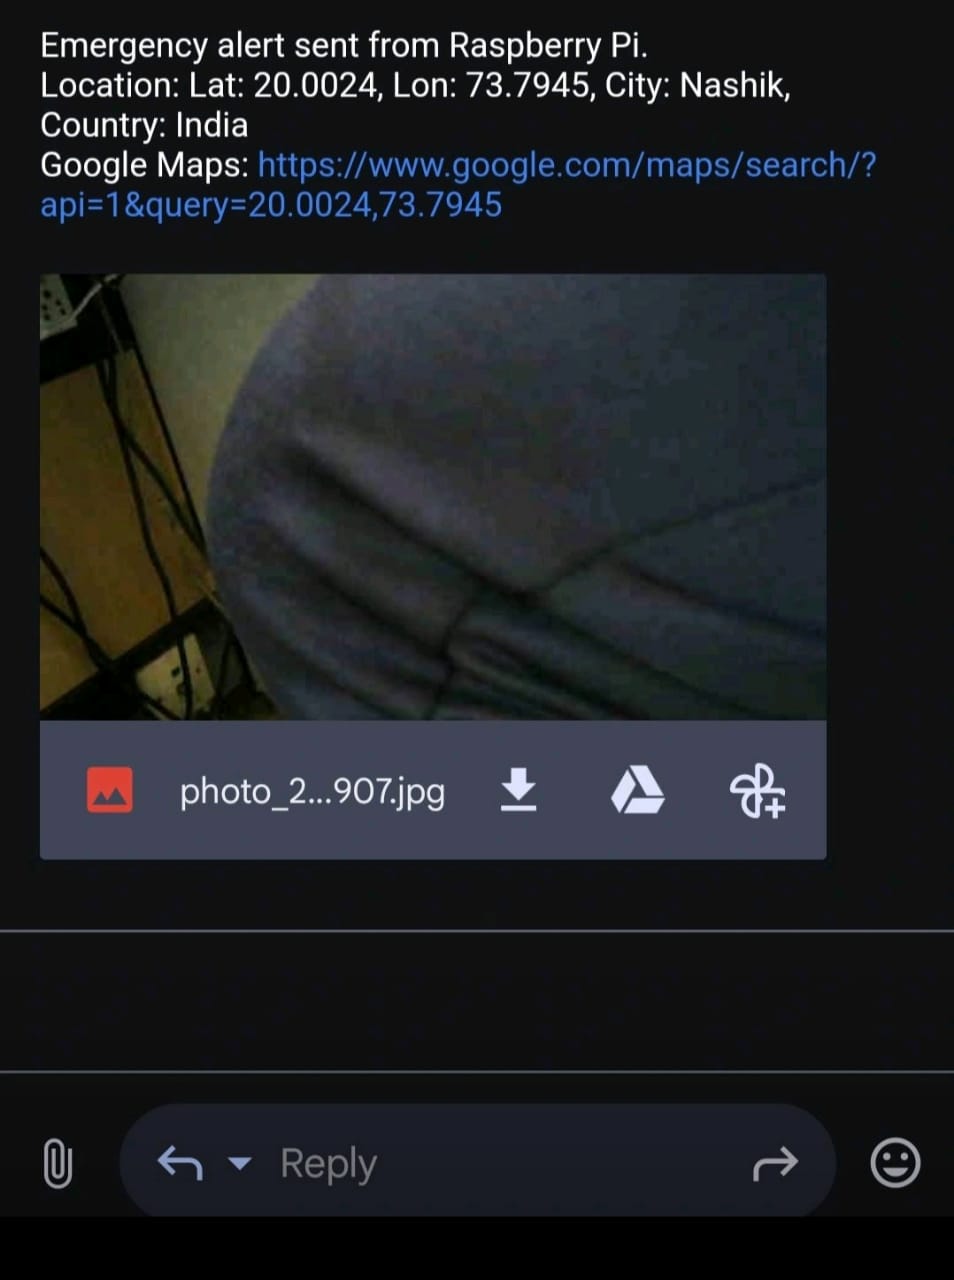 Emergency alert sent from Raspberry Pi.
Location: Lat: 20.0024, Lon: 73.7945, City: Nashik,
Country: India
Google Maps: https://www.google.com/maps/search/?
api=1&query=20.0024,73.7945
photo_2...907.jpg
Reply